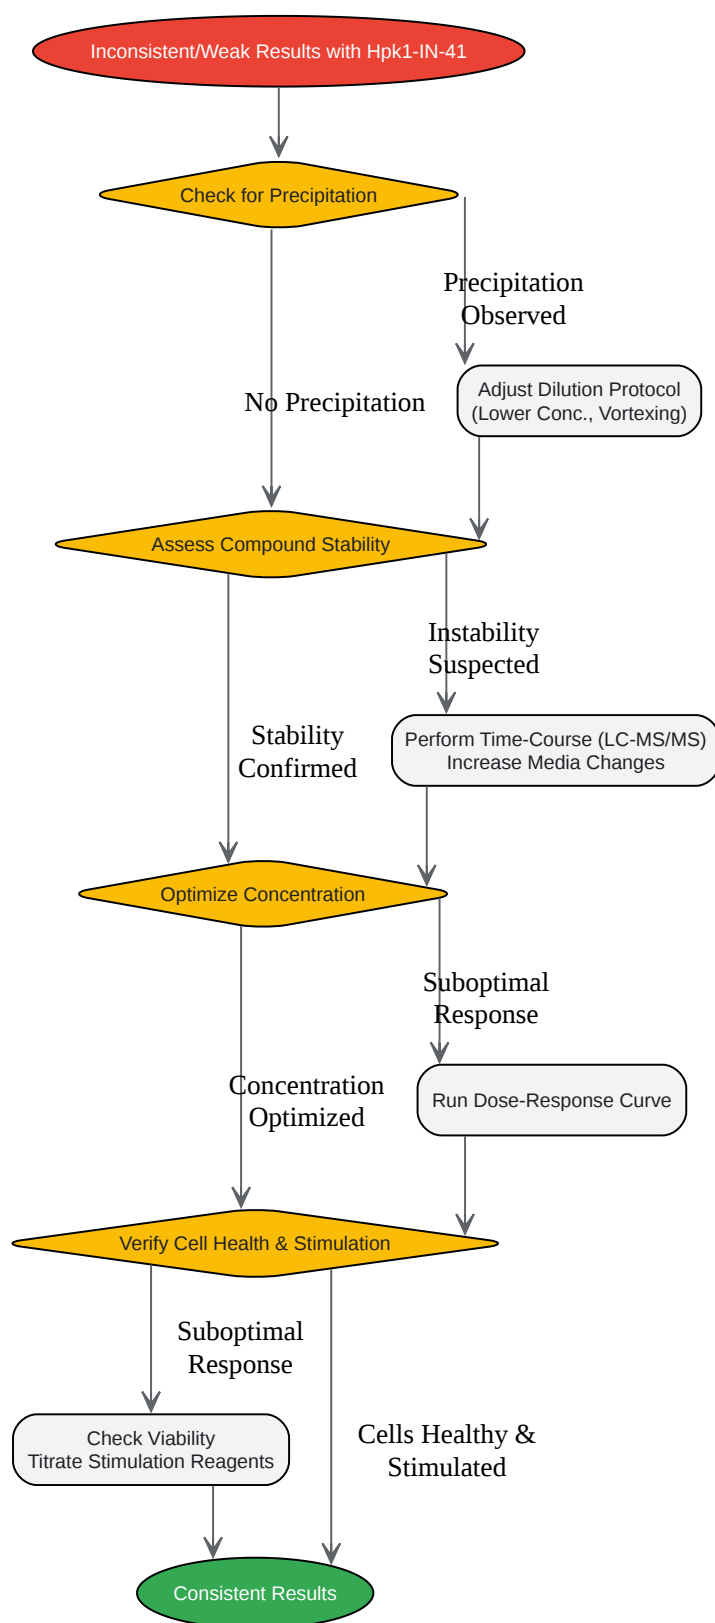 Inconsistent/Weak Results with Hpk1-IN-41
Check for Precipitation
Precipitation
Observed
Adjust Dilution Protocol
(Lower Conc., Vortexing)
No Precipitation
Assess Compound Stability
Instability
Suspected
Perform Time-Course (LC-MS/MS)
Increase Media Changes
Stability
Confirmed
Optimize Concentration
Suboptimal
Response
Run Dose-Response Curve
Concentration
Optimized
Verify Cell Health & Stimulation
Suboptimal
Response
Check Viability
Titrate Stimulation Reagents
Cells Healthy &
Stimulated
Consistent Results